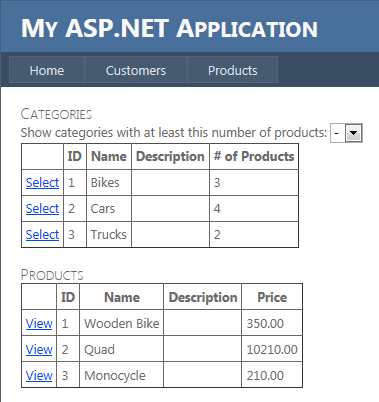 My ASP.NET Application
Home Customers Products
Categories
Show categories with at least this number of products: -
ID Name Description # of Products
Select 1 Bikes 3
Select 2 Cars 4
Select 3 Trucks 2
Products
ID Name Description Price
View 1 Wooden Bike 350.00
View 2 Quad 10210.00
View 3 Monocycle 210.00